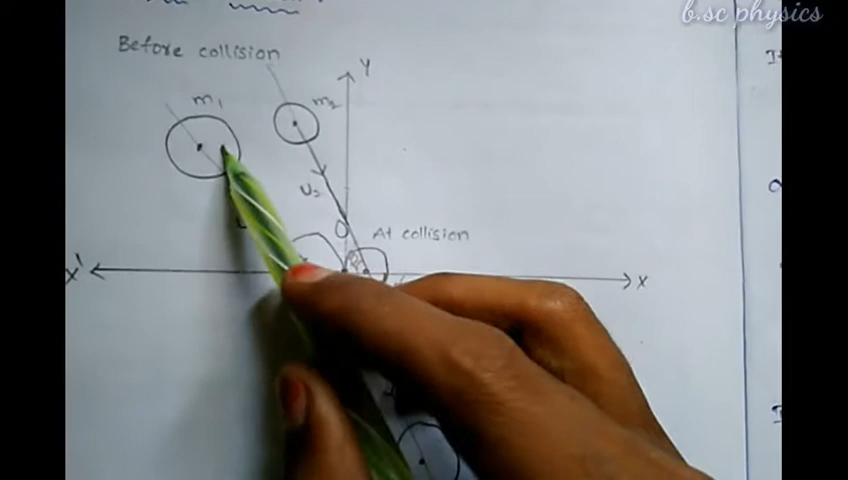 b.sc physics
Before collision
Y
m₁
m₂
u₂
O
At collision
x'
x